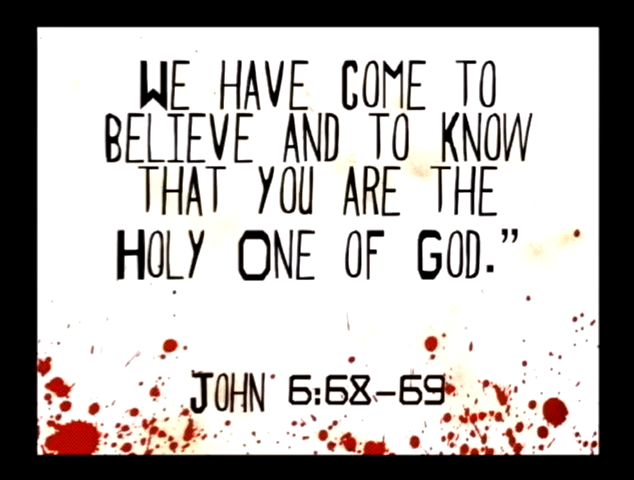 We have Come to
Believe and to Know
that you are the
Holy One of God.”
John 6:68-69